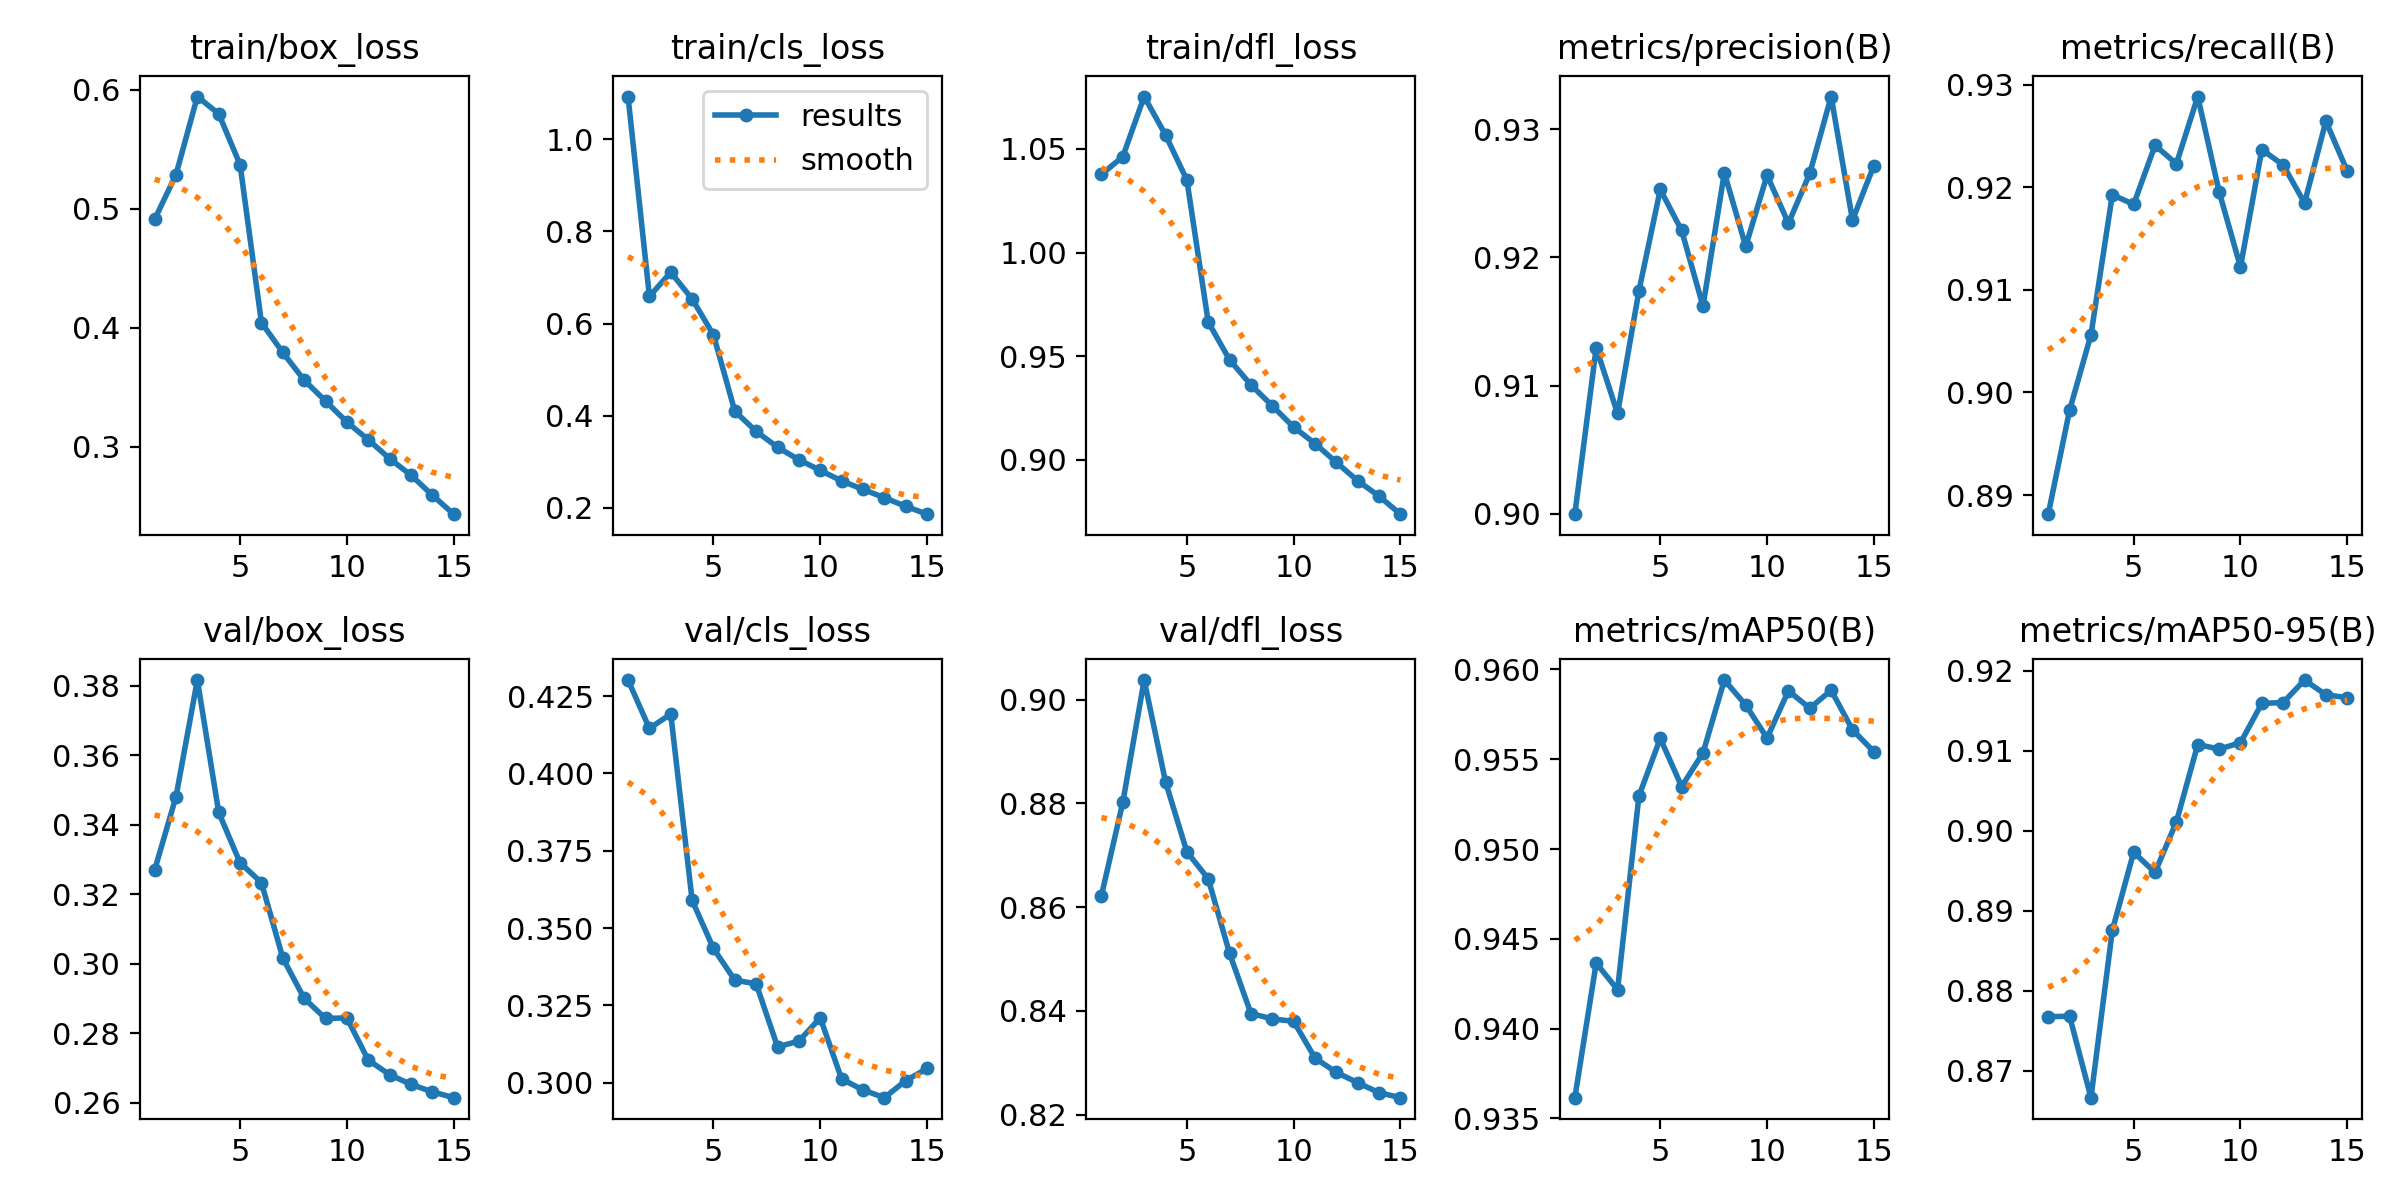 train/box_loss
0.6
0.5
0.4
0.3
5 10 15
train/cls_loss
results
smooth
1.0
0.8
0.6
0.4
0.2
5 10 15
train/dfl_loss
1.05
1.00
0.95
0.90
5 10 15
metrics/precision(B)
0.93
0.92
0.91
0.90
5 10 15
metrics/recall(B)
0.93
0.92
0.91
0.90
0.89
5 10 15
val/box_loss
0.38
0.36
0.34
0.32
0.30
0.28
0.26
5 10 15
val/cls_loss
0.425
0.400
0.375
0.350
0.325
0.300
5 10 15
val/dfl_loss
0.90
0.88
0.86
0.84
0.82
5 10 15
metrics/mAP50(B)
0.960
0.955
0.950
0.945
0.940
0.935
5 10 15
metrics/mAP50-95(B)
0.92
0.91
0.90
0.89
0.88
0.87
5 10 15